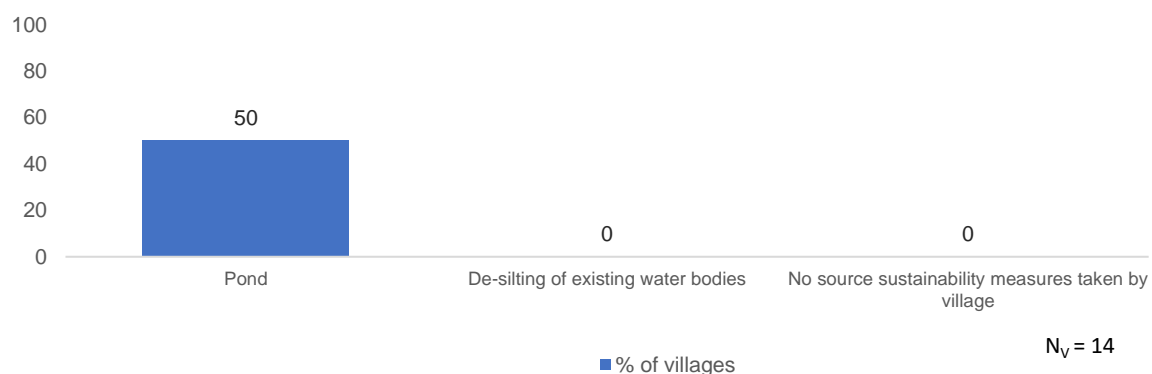 100
80
60
40
20
0
50
0
0
Pond
De-silting of existing water bodies
No source sustainability measures taken by
village
N_V = 14
% of villages